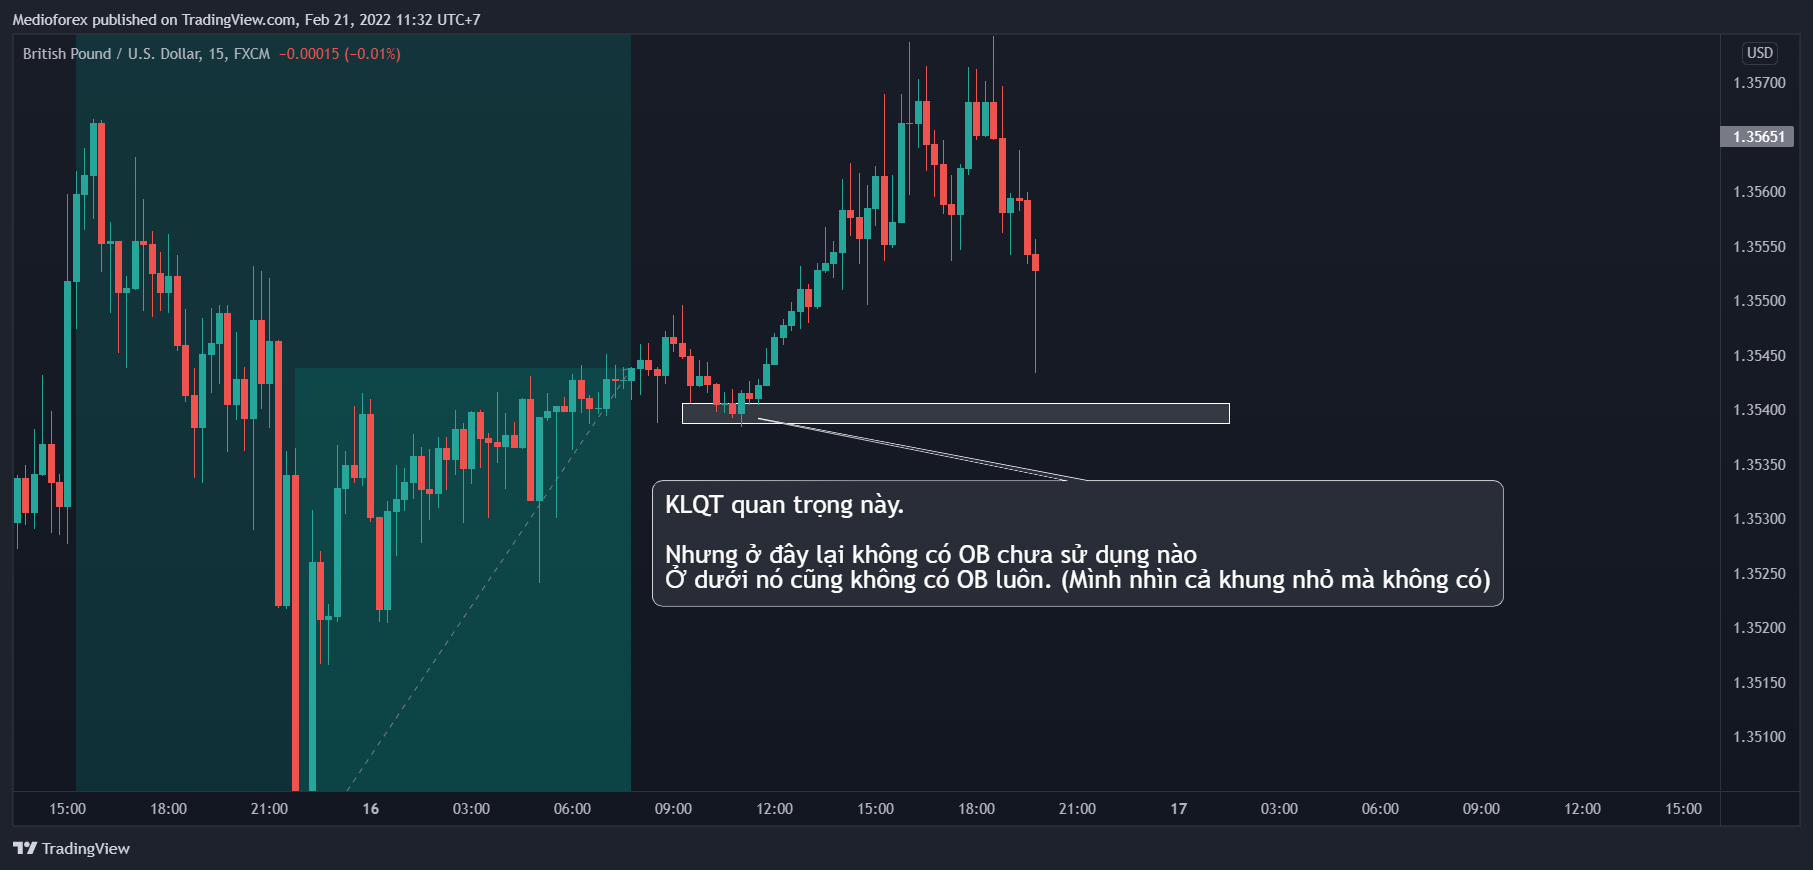 Medioforex published on TradingView.com, Feb 21, 2022 11:32 UTC+7
British Pound / U.S. Dollar, 15, FXCM −0.00015 (−0.01%)
USD
1.35700
1.35651
1.35600
1.35550
1.35500
1.35450
1.35400
1.35350
1.35300
1.35250
1.35200
1.35150
1.35100
KLQT quan trọng này.
Nhưng ở đây lại không có OB chưa sử dụng nào
Ở dưới nó cũng không có OB luôn. (Mình nhìn cả khung nhỏ mà không có)
15:00 18:00 21:00 16 03:00 06:00 09:00 12:00 15:00 18:00 21:00 17 03:00 06:00 09:00 12:00 15:00
TradingView